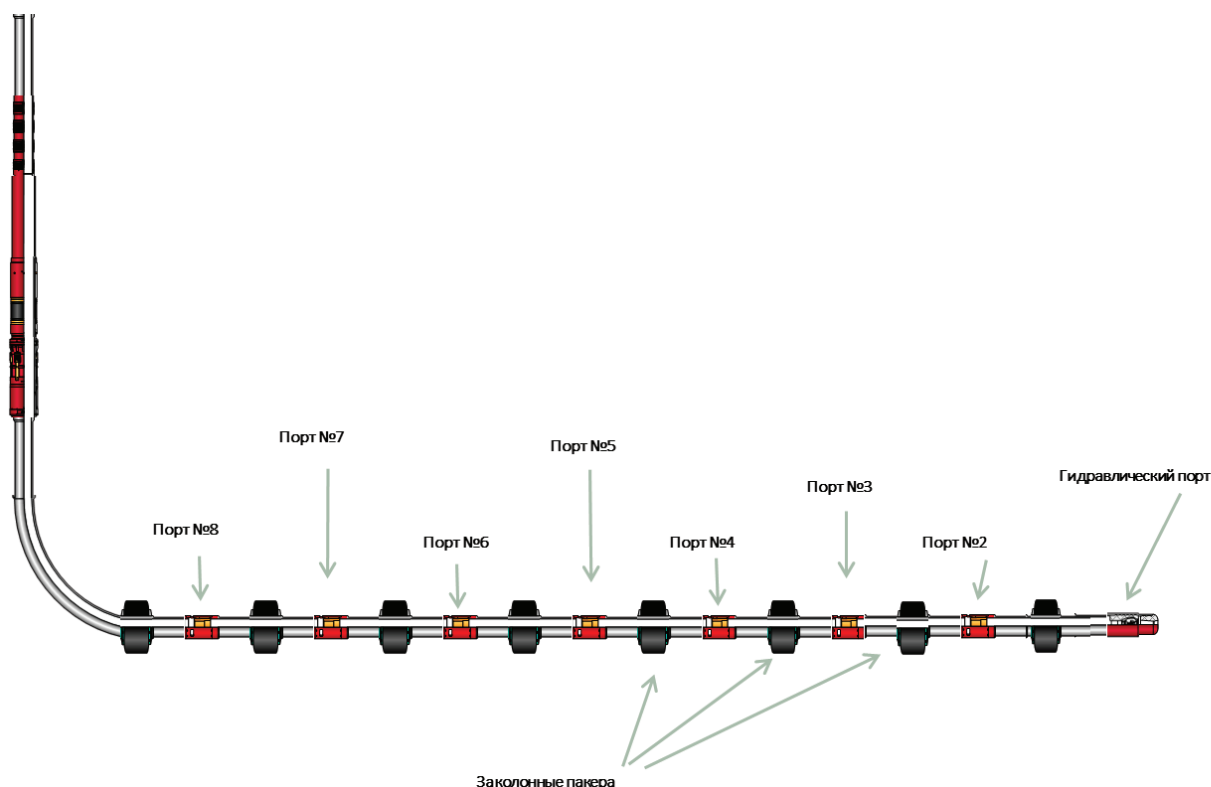 Порт №7
Порт №5
Порт №3
Гидравлический порт
Порт №8
Порт №6
Порт №4
Порт №2
Заколонные пакера